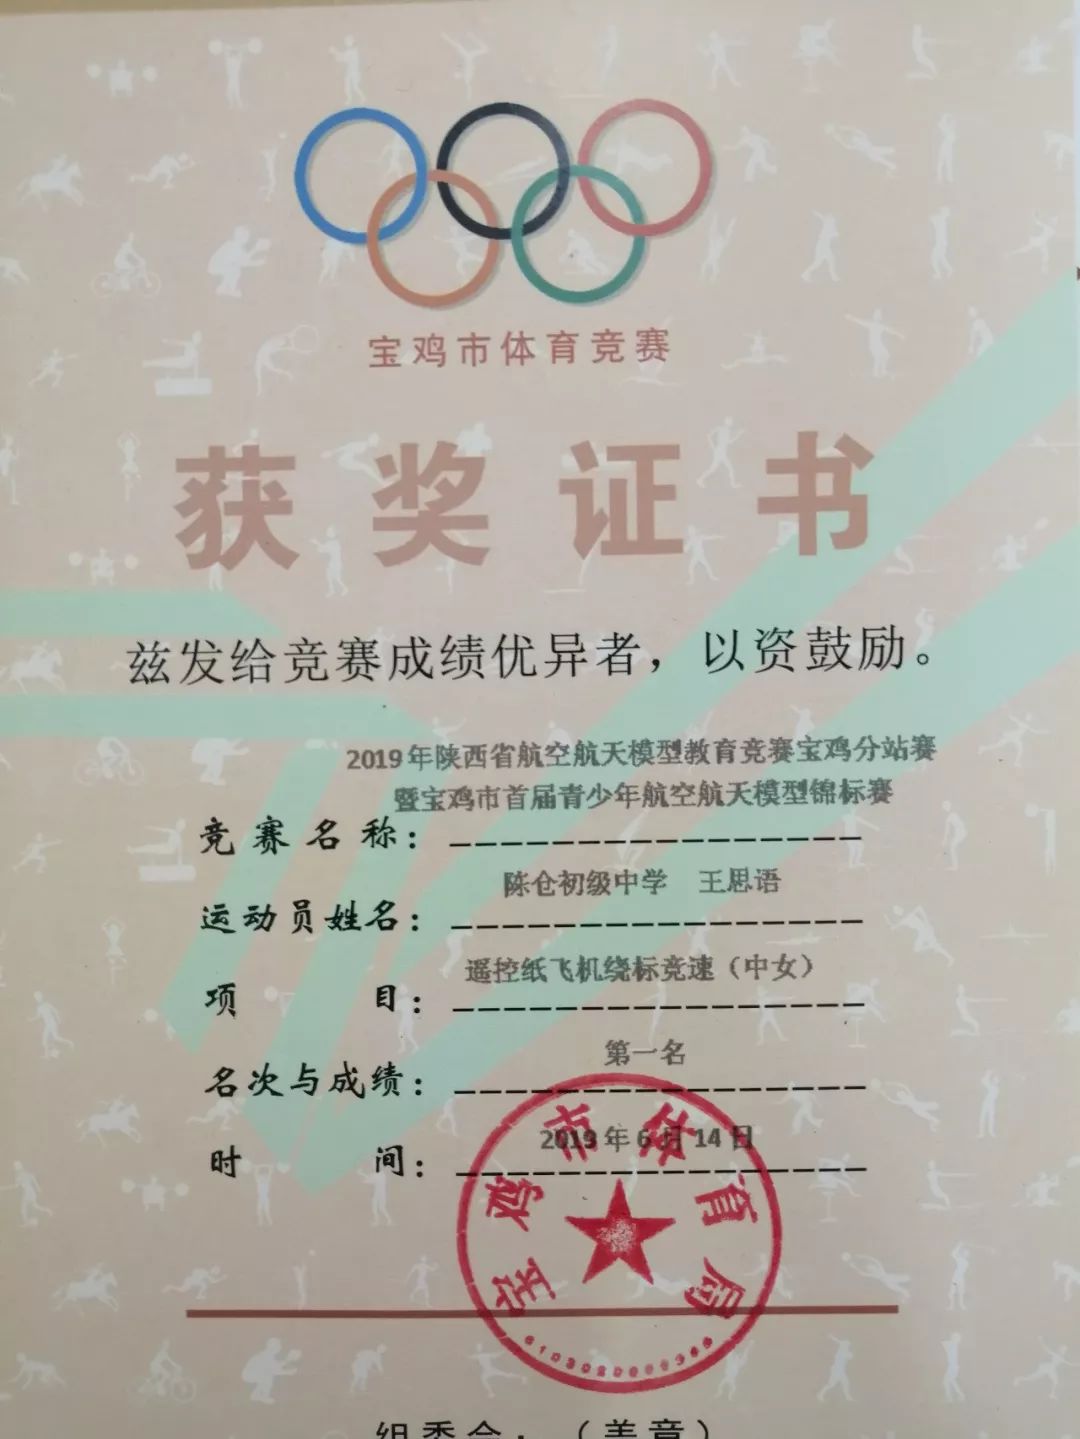 宝鸡市体育竞赛
获奖证书
兹发给竞赛成绩优异者，以资鼓励。
2019年陕西省航空航天模型教育竞赛宝鸡分站赛
暨宝鸡市首届青少年航空航天模型锦标赛
竞赛名称：
陈仓初级中学 王思语
运动员姓名：
遥控纸飞机绕标竞速（中女）
项目：
第一名
名次与成绩：
2019年6月14日
时间：
宝鸡市体育局
组委会：（盖章）